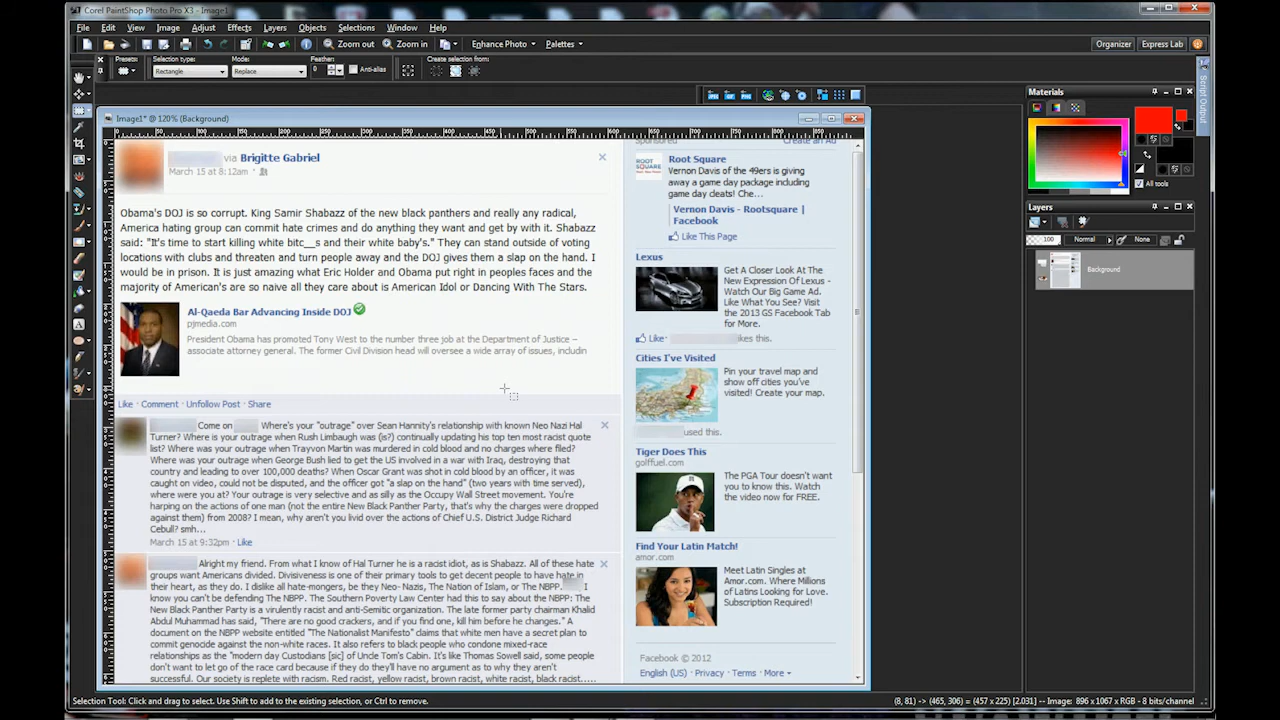 Corel PaintShop Photo Pro X3 - Image1
File Edit View Image Adjust Effects Layers Objects Selections Window Help
Zoom out Zoom in Enhance Photo Palettes Organizer Express Lab
Presets: Selection type: Mode: Feather: Create selection from:
Rectangle Replace 0 Anti-alias
Script Output
Materials
All tools
Layers
100 Normal None
Background
Image1* @ 120% (Background)
via Brigitte Gabriel
March 15 at 8:12am
Obama's DOJ is so corrupt. King Samir Shabazz of the new black panthers and really any radical,
America hating group can commit hate crimes and do anything they want and get by with it. Shabazz
said: "It's time to start killing white bitc__s and their white baby's." They can stand outside of voting
locations with clubs and threaten and turn people away and the DOJ gives them a slap on the hand. I
would be in prison. It is just amazing what Eric Holder and Obama put right in peoples faces and the
majority of American's are so naive all they care about is American Idol or Dancing With The Stars.
Al-Qaeda Bar Advancing Inside DOJ
pjmedia.com
President Obama has promoted Tony West to the number three job at the Department of Justice –
associate attorney general. The former Civil Division head will oversee a wide array of issues, includin
Like · Comment · Unfollow Post · Share
Come on Where's your "outrage" over Sean Hannity's relationship with known Neo Nazi Hal
Turner? Where is your outrage when Rush Limbaugh was (is?) continually updating his top ten most racist quote
list? Where was your outrage when Trayvon Martin was murdered in cold blood and no charges where filed?
Where was your outrage when George Bush lied to get the US involved in a war with Iraq, destroying that
country and leading to over 100,000 deaths? When Oscar Grant was shot in cold blood by an officer, it was
caught on video, could not be disputed, and the officer got "a slap on the hand" (two years with time served),
where were you at? Your outrage is very selective and as silly as the Occupy Wall Street movement. You're
harping on the actions of one man (not the entire New Black Panther Party, that's why the charges were dropped
against them) from 2008? I mean, why aren't you livid over the actions of Chief U.S. District Judge Richard
Cebull? smh...
March 15 at 9:32pm · Like
Alright my friend. From what I know of Hal Turner he is a racist idiot, as is Shabazz. All of these hate
groups want Americans divided. Divisiveness is one of their primary tools to get decent people to have hate in
their heart, as they do. I dislike all hate-mongers, be they Neo- Nazis, The Nation of Islam, or The NBPP. I
know you can't be defending The NBPP. The Southern Poverty Law Center had this to say about the NBPP: The
New Black Panther Party is a virulently racist and anti-Semitic organization. The late former party chairman Khalid
Abdul Muhammad has said, "There are no good crackers, and if you find one, kill him before he changes." A
document on the NBPP website entitled "The Nationalist Manifesto" claims that white men have a secret plan to
commit genocide against the non-white races. It also refers to black people who condone mixed-race
relationships as the "modern day Custodians [sic] of Uncle Tom's Cabin. It's like Thomas Sowell said, some people
don't want to let go of the race card because if they do they'll have no argument as to why they aren't
successful. Our society is replete with racism. Red racist, yellow racist, brown racist, white racist, black racist.....
Sponsored Create an Ad
ROOT SQUARE
Root Square
Vernon Davis of the 49ers is giving
away a game day package including
game day cleats! Che...
Vernon Davis - Rootsquare |
Facebook
Like This Page
Lexus
Get A Closer Look At The
New Expression Of Lexus -
Watch Our Big Game Ad.
Like What You See? Visit
the 2013 GS Facebook Tab
for More.
Like · ikes this.
Cities I've Visited
Pin your travel map and
show off cities you've
visited! Create your map.
used this.
Tiger Does This
golffuel.com
The PGA Tour doesn't want
you to know this. Watch
the video now for FREE.
Find Your Latin Match!
amor.com
Meet Latin Singles at
Amor.com. Where Millions
of Latins Looking for Love.
Subscription Required!
Facebook © 2012
English (US) · Privacy · Terms · More
Selection Tool: Click and drag to select. Use Shift to add to the existing selection, or Ctrl to remove.
(8, 81) -> (465, 306) = (457 x 225) [2.031] -- Image: 896 x 1067 x RGB - 8 bits/channel